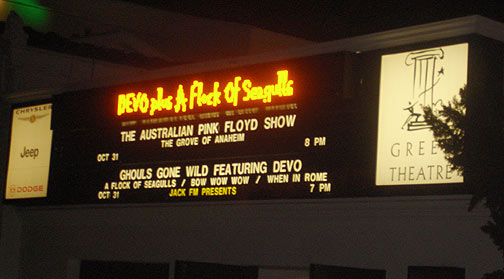 DEVO plus A Flock Of Seagulls
THE AUSTRALIAN PINK FLOYD SHOW
THE GROVE OF ANAHEIM
OCT 31 8 PM
GHOULS GONE WILD FEATURING DEVO
A FLOCK OF SEAGULLS / BOW WOW WOW / WHEN IN ROME
OCT 31 JACK FM PRESENTS 7 PM
CHRYSLER
Jeep
DODGE
GREE
THEATRE